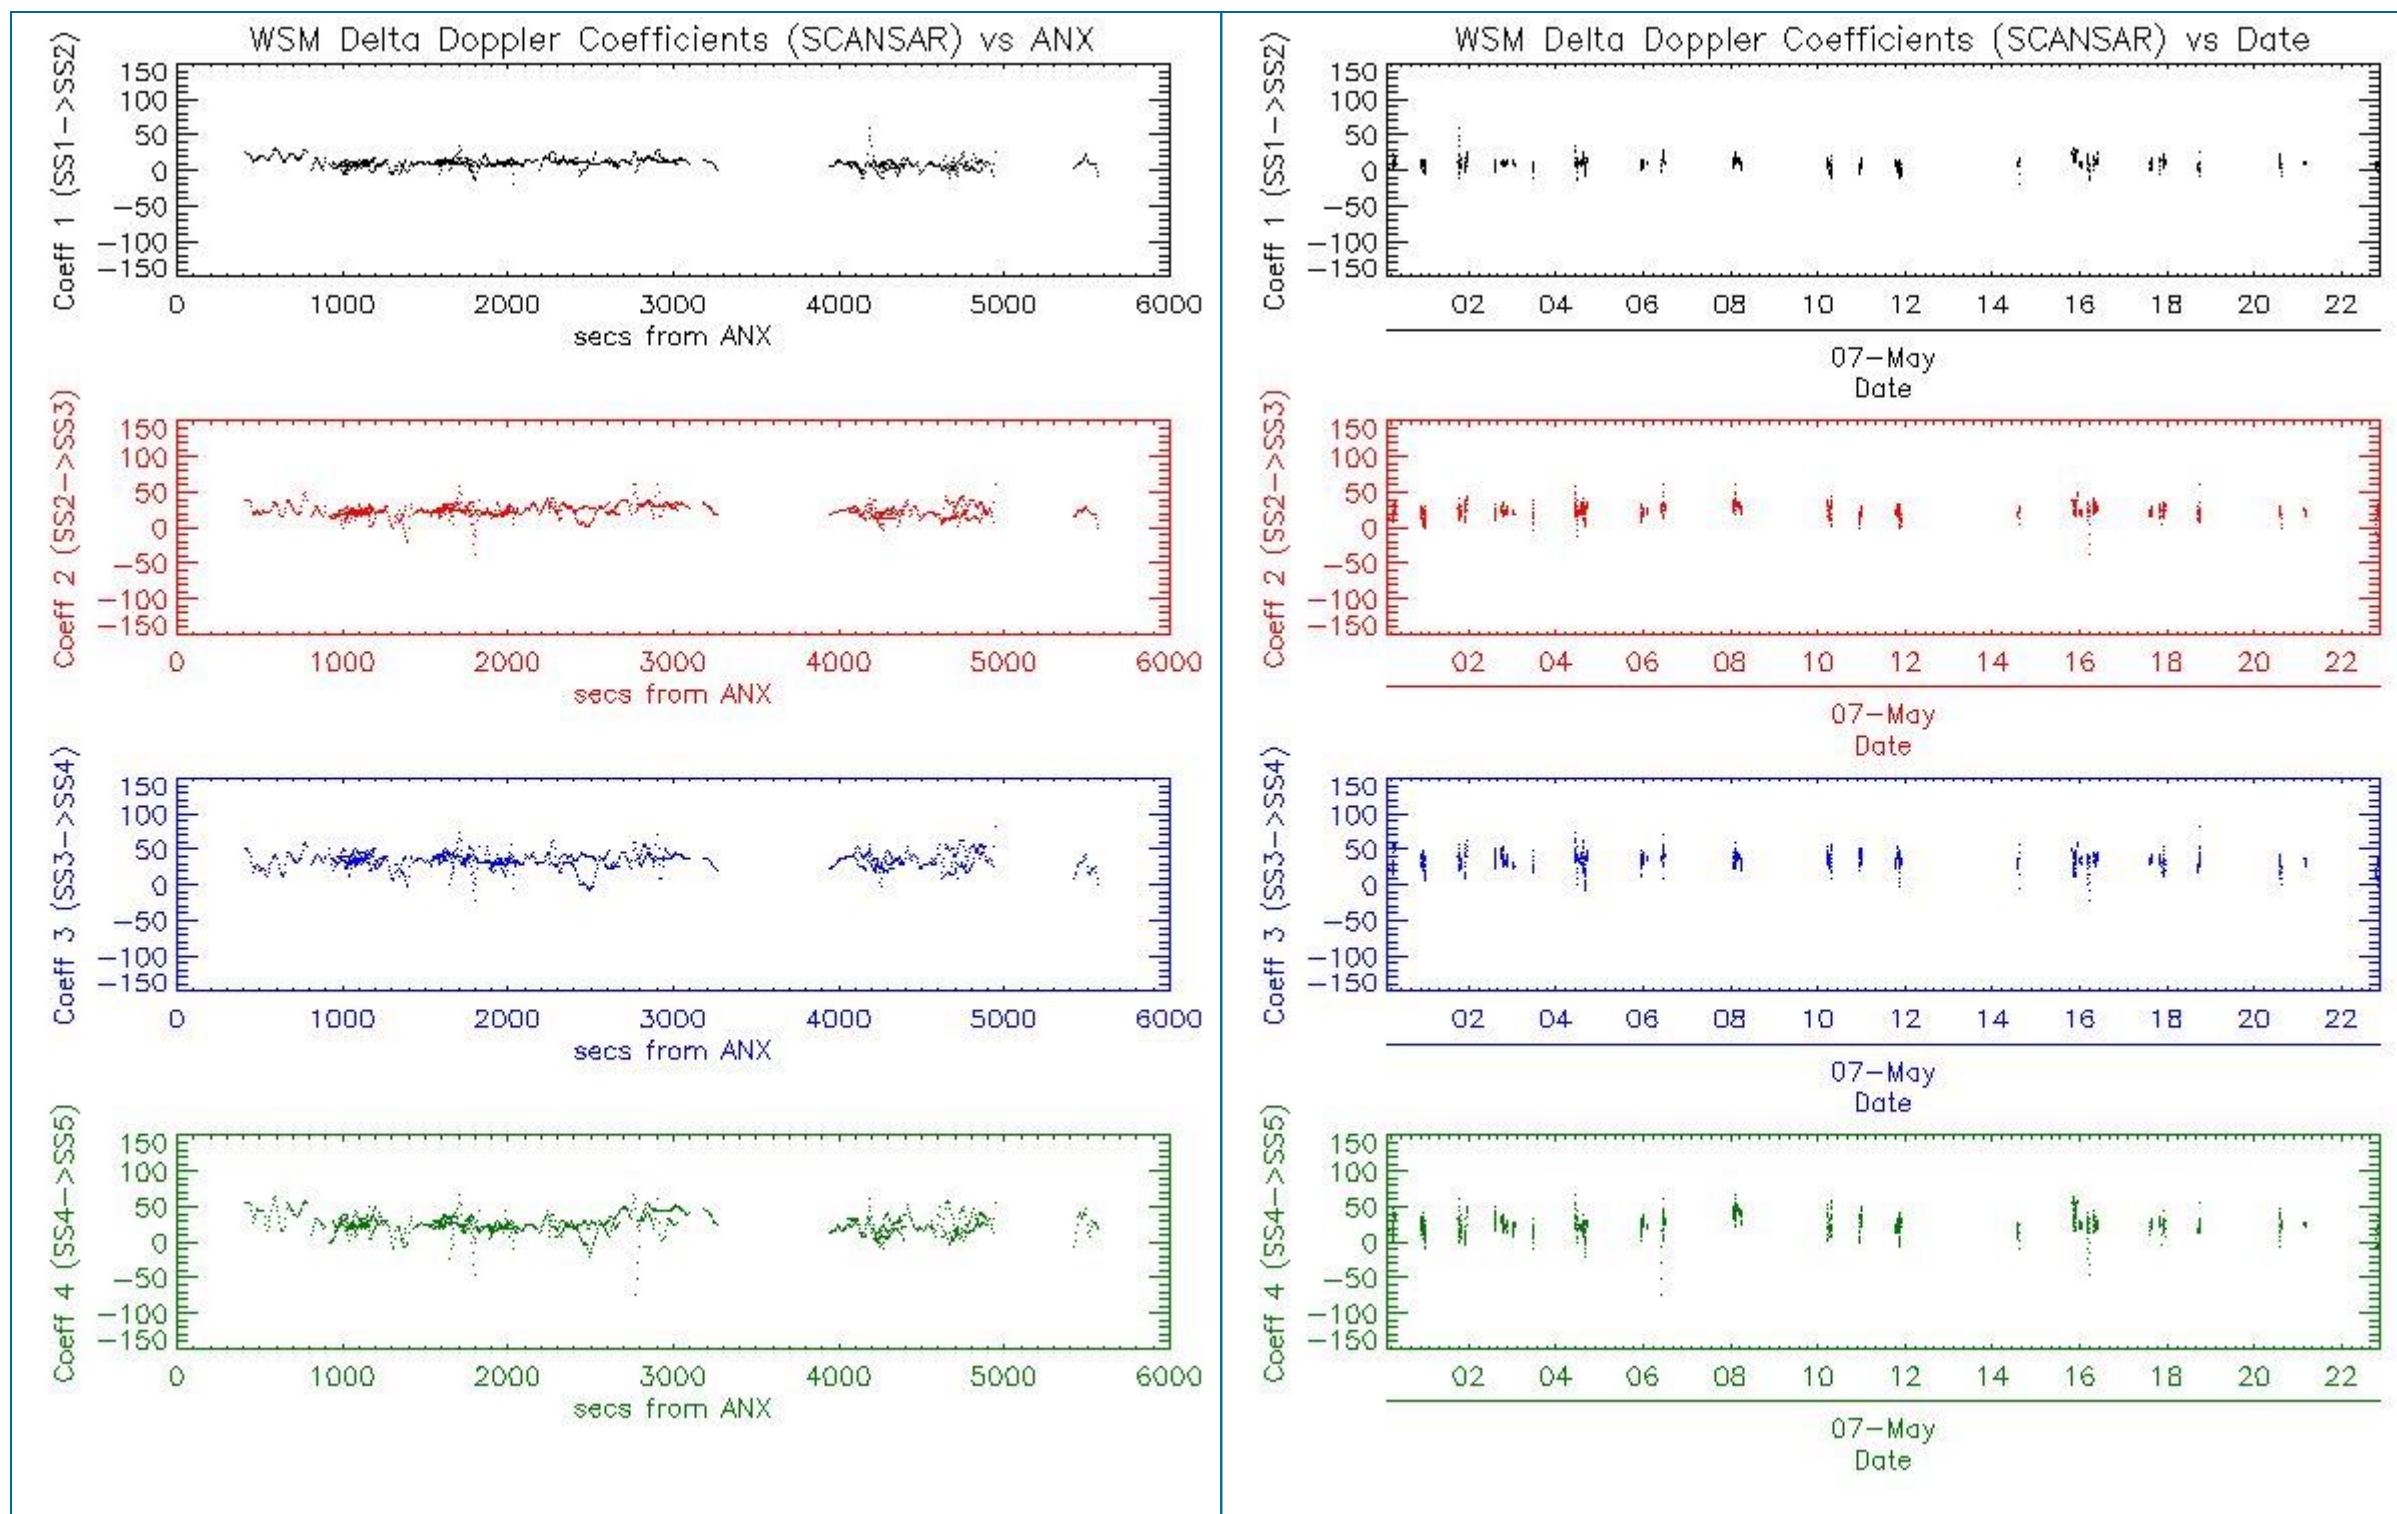 WSM Delta Doppler Coefficients (SCANSAR) vs ANX
Coeff 1 (SS1->SS2)
150
100
50
0
-50
-100
-150
0 1000 2000 3000 4000 5000 6000
secs from ANX
Coeff 2 (SS2->SS3)
150
100
50
0
-50
-100
-150
0 1000 2000 3000 4000 5000 6000
secs from ANX
Coeff 3 (SS3->SS4)
150
100
50
0
-50
-100
-150
0 1000 2000 3000 4000 5000 6000
secs from ANX
Coeff 4 (SS4->SS5)
150
100
50
0
-50
-100
-150
0 1000 2000 3000 4000 5000 6000
secs from ANX
WSM Delta Doppler Coefficients (SCANSAR) vs Date
Coeff 1 (SS1->SS2)
150
100
50
0
-50
-100
-150
02 04 06 08 10 12 14 16 18 20 22
07-May
Date
Coeff 2 (SS2->SS3)
150
100
50
0
-50
-100
-150
02 04 06 08 10 12 14 16 18 20 22
07-May
Date
Coeff 3 (SS3->SS4)
150
100
50
0
-50
-100
-150
02 04 06 08 10 12 14 16 18 20 22
07-May
Date
Coeff 4 (SS4->SS5)
150
100
50
0
-50
-100
-150
02 04 06 08 10 12 14 16 18 20 22
07-May
Date